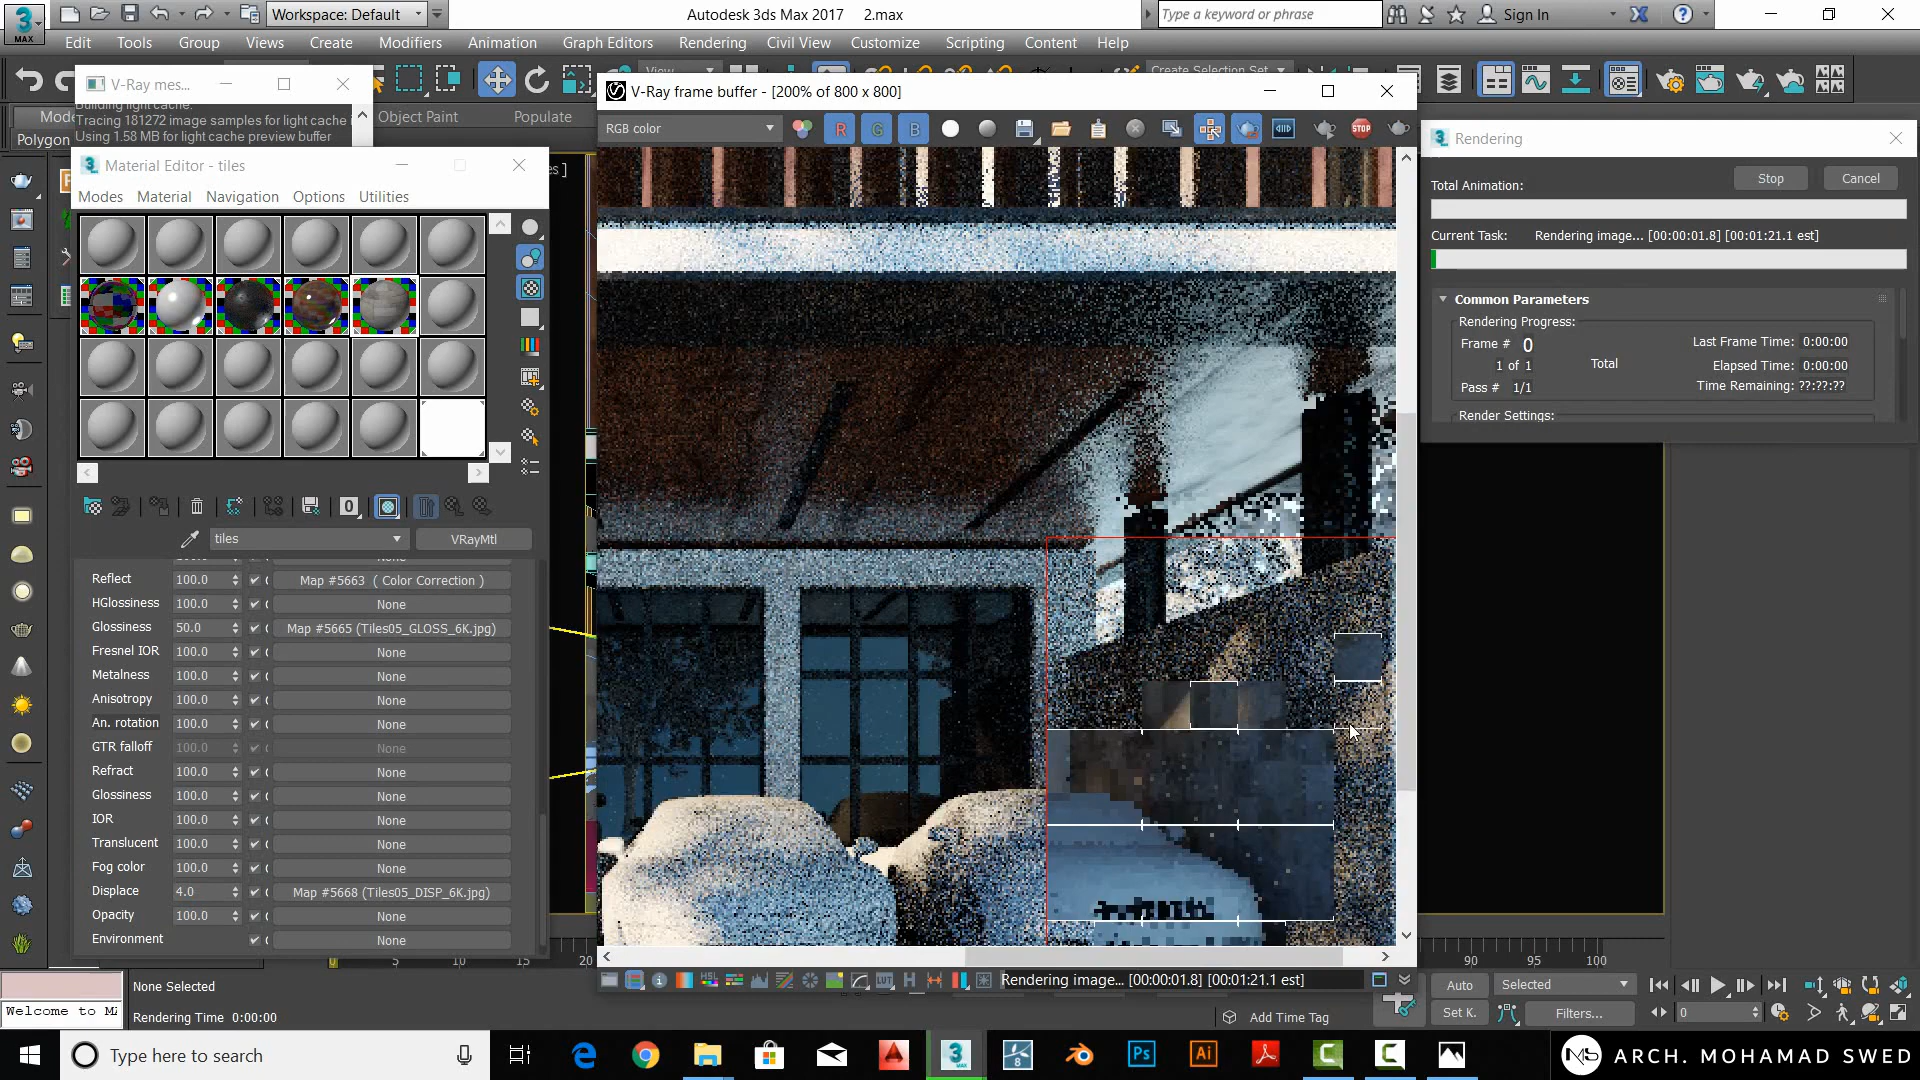 Workspace: Default
Autodesk 3ds Max 2017    2.max
Type a keyword or phrase
Sign In
Edit
Tools
Group
Views
Create
Modifiers
Animation
Graph Editors
Rendering
Civil View
Customize
Scripting
Content
Help
View
Create Selection Set
V-Ray mes...
Building light cache.
Tracing 181272 image samples for light cache
Using 1.58 MB for light cache preview buffer
Object Paint
Populate
Polygon
V-Ray frame buffer - [200% of 800 x 800]
RGB color
R
G
B
STOP
Material Editor - tiles
Modes
Material
Navigation
Options
Utilities
tiles
VRayMtl
Reflect 100.0 Map #5663 ( Color Correction )
HGlossiness 100.0 None
Glossiness 50.0 Map #5665 (Tiles05_GLOSS_6K.jpg)
Fresnel IOR 100.0 None
Metalness 100.0 None
Anisotropy 100.0 None
An. rotation 100.0 None
GTR falloff 100.0 None
Refract 100.0 None
Glossiness 100.0 None
IOR 100.0 None
Translucent 100.0 None
Fog color 100.0 None
Displace 4.0 Map #5668 (Tiles05_DISP_6K.jpg)
Opacity 100.0 None
Environment None
Rendering
Total Animation:
Stop
Cancel
Current Task: Rendering image... [00:00:01.8] [00:01:21.1 est]
Common Parameters
Rendering Progress:
Frame # 0
1 of 1
Total
Pass # 1/1
Last Frame Time: 0:00:00
Elapsed Time: 0:00:00
Time Remaining: ??:??:??
Render Settings:
Rendering image... [00:00:01.8] [00:01:21.1 est]
5
10
15
20
90
95
100
None Selected
Welcome to MA
Rendering Time 0:00:00
Add Time Tag
Auto
Selected
Set K.
Filters...
0
Type here to search
Ps
Ai
ARCH. MOHAMAD SWED